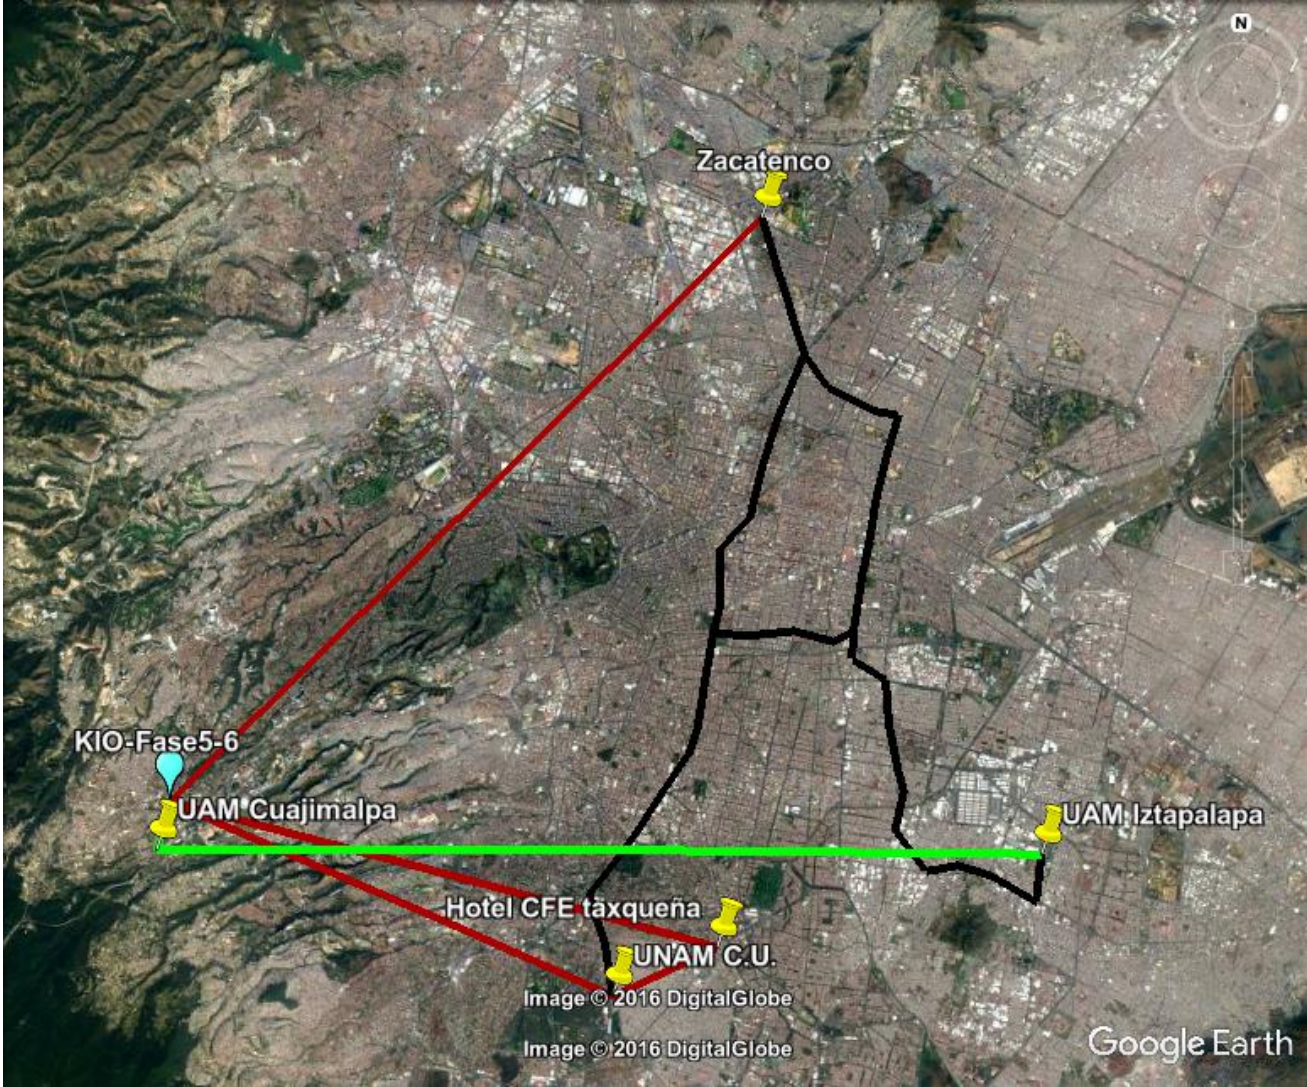 N
Zacatenco
KIO-Fase5-6
UAM Cuajimalpa
UAM Iztapalapa
Hotel CFE taxqueña
UNAM C.U.
Image © 2016 DigitalGlobe
Image © 2016 DigitalGlobe
Google Earth